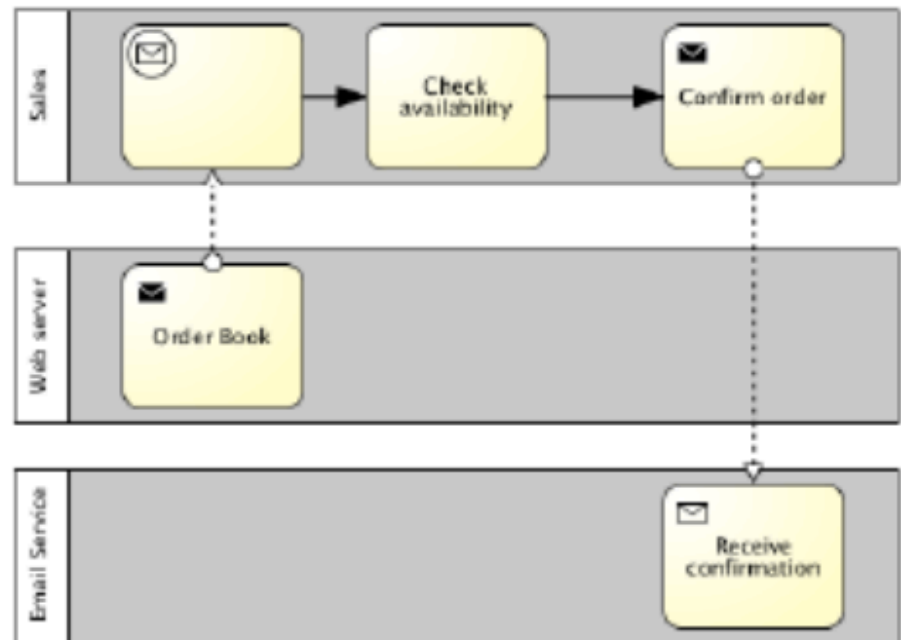 Sales
Check
availability
Confirm order
Web server
Order Book
Email Service
Receive
confirmation